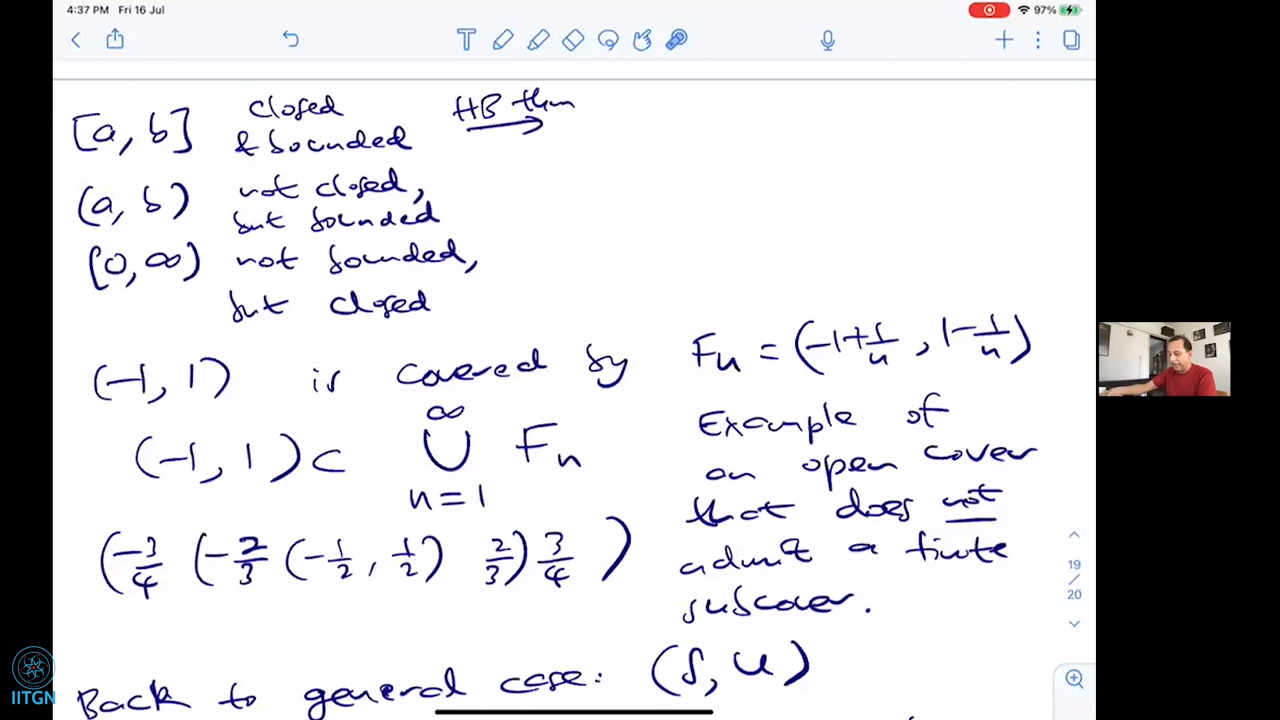 4:37 PM Fri 16 Jul
97%
[a, b] closed & bounded HB thm →
(a, b) not closed, but bounded
[0, ∞) not bounded, but closed
(-1, 1) is covered by Fn = (-1+1/n, 1-1/n)
(-1, 1) ⊂ ∞ ∪ n=1 Fn
Example of
an open cover
that does not
admit a finite
subcover.
(-3/4 (-2/3 (-1/2, 1/2) 2/3) 3/4 )
19
/
20
Back to general case: (S, U)
IITGN